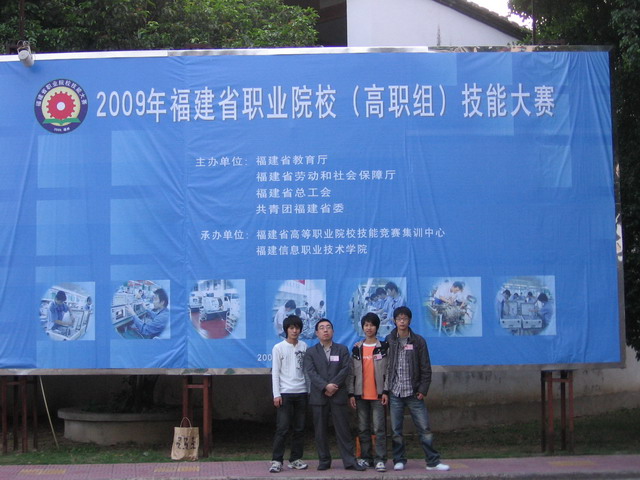 2009年福建省职业院校（高职组）技能大赛
主办单位：福建省教育厅
福建省劳动和社会保障厅
福建省总工会
共青团福建省委
承办单位：福建省高等职业院校技能竞赛集训中心
福建信息职业技术学院